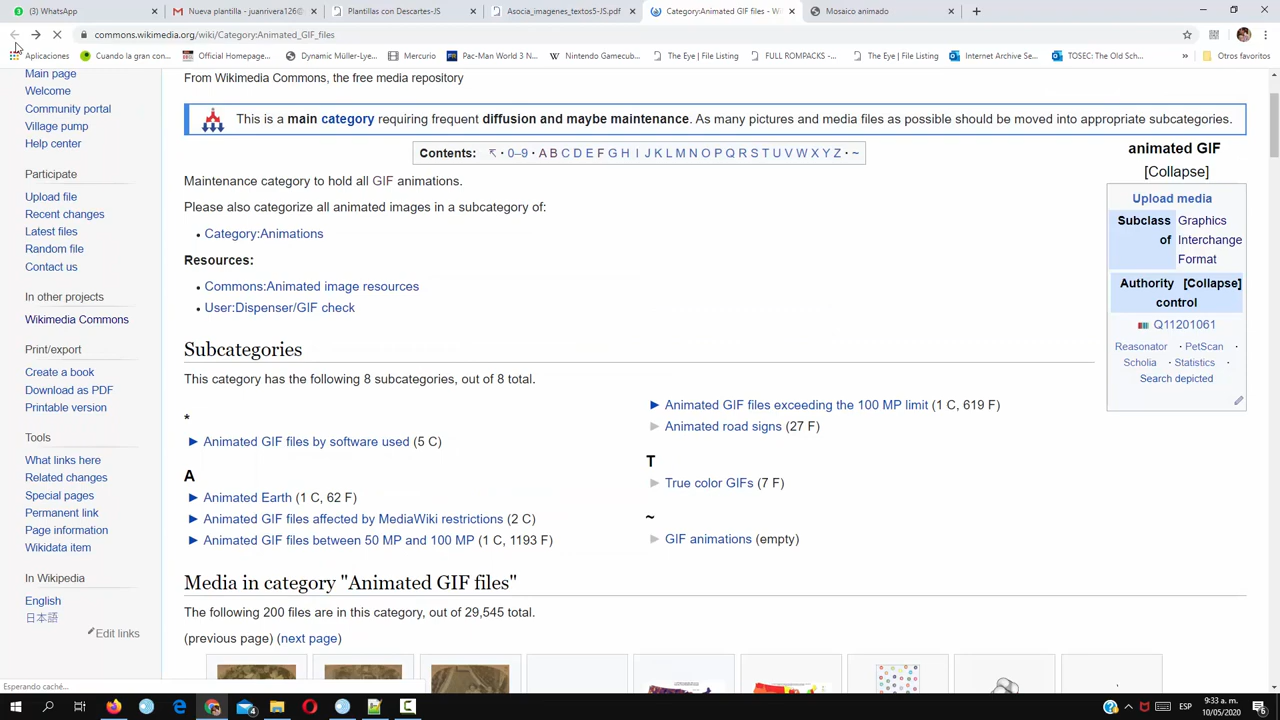 (3) WhatsApp
Nueva plantilla - juanrivera126@
Plantillas con Descartes-JS
Asocia_imagenes_textos5-JS.pdf
Category:Animated GIF files - Wi
Mosaico animado
commons.wikimedia.org/wiki/Category:Animated_GIF_files
Aplicaciones
Cuando la gran con...
Official Homepage...
Dynamic Müller-Lye...
Mercurio
Pac-Man World 3 N...
Nintendo Gamecub...
The Eye | File Listing
FULL ROMPACKS -...
The Eye | File Listing
Internet Archive Se...
TOSEC: The Old Sch...
»
Otros favoritos
Main page
Welcome
Community portal
Village pump
Help center
Participate
Upload file
Recent changes
Latest files
Random file
Contact us
In other projects
Wikimedia Commons
Print/export
Create a book
Download as PDF
Printable version
Tools
What links here
Related changes
Special pages
Permanent link
Page information
Wikidata item
In Wikipedia
English
日本語
Edit links
From Wikimedia Commons, the free media repository
This is a main category requiring frequent diffusion and maybe maintenance. As many pictures and media files as possible should be moved into appropriate subcategories.
Contents: ↸ · 0–9 · A B C D E F G H I J K L M N O P Q R S T U V W X Y Z · ~
Maintenance category to hold all GIF animations.
Please also categorize all animated images in a subcategory of:
• Category:Animations
Resources:
• Commons:Animated image resources
• User:Dispenser/GIF check
animated GIF
[Collapse]
Upload media
Subclass of
Graphics Interchange Format
Authority control
[Collapse]
Q11201061
Reasonator · PetScan ·
Scholia · Statistics ·
Search depicted
Subcategories
This category has the following 8 subcategories, out of 8 total.
*
► Animated GIF files by software used (5 C)
A
► Animated Earth (1 C, 62 F)
► Animated GIF files affected by MediaWiki restrictions (2 C)
► Animated GIF files between 50 MP and 100 MP (1 C, 1193 F)
► Animated GIF files exceeding the 100 MP limit (1 C, 619 F)
► Animated road signs (27 F)
T
► True color GIFs (7 F)
~
► GIF animations (empty)
Media in category "Animated GIF files"
The following 200 files are in this category, out of 29,545 total.
(previous page) (next page)
Esperando caché...
ESP
9:33 a. m.
10/05/2020